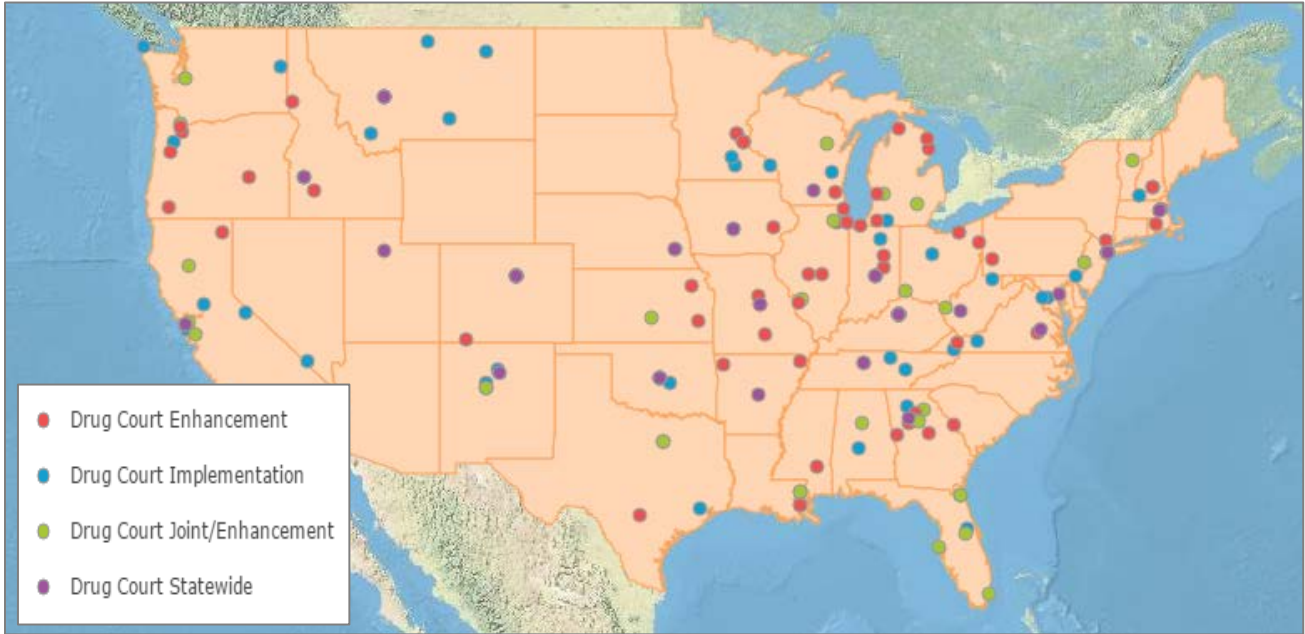 Drug Court Enhancement
Drug Court Implementation
Drug Court Joint/Enhancement
Drug Court Statewide